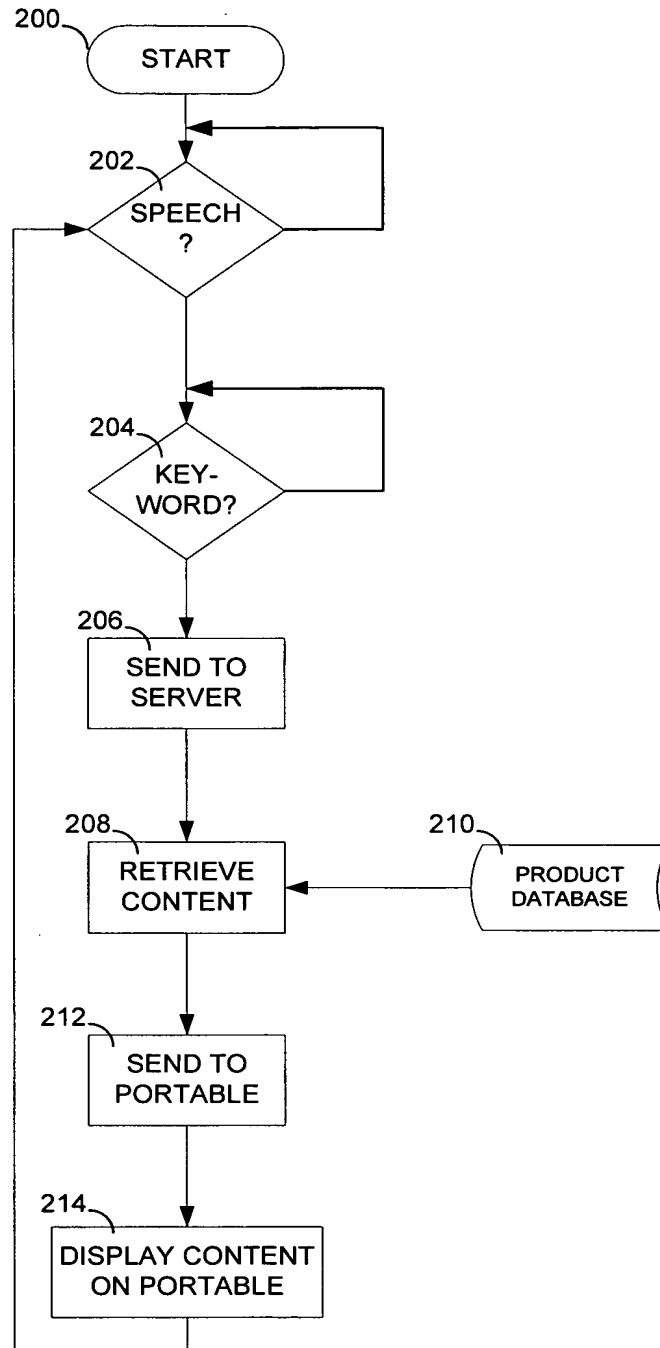 200
START
202
SPEECH
?
204
KEY-
WORD?
206
SEND TO
SERVER
208
RETRIEVE
CONTENT
210
PRODUCT
DATABASE
212
SEND TO
PORTABLE
214
DISPLAY CONTENT
ON PORTABLE